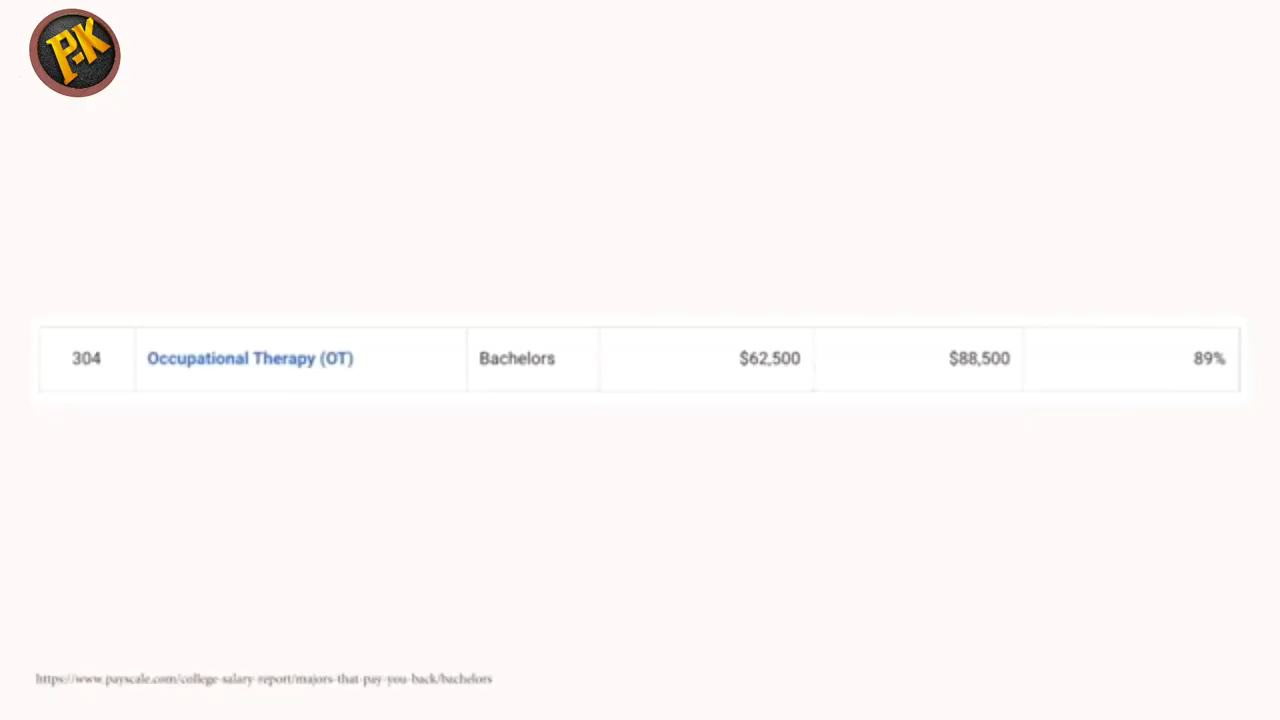 P-K
304 Occupational Therapy (OT) Bachelors $62,500 $88,500 89%
https://www.payscale.com/college-salary-report/majors-that-pay-you-back/bachelors